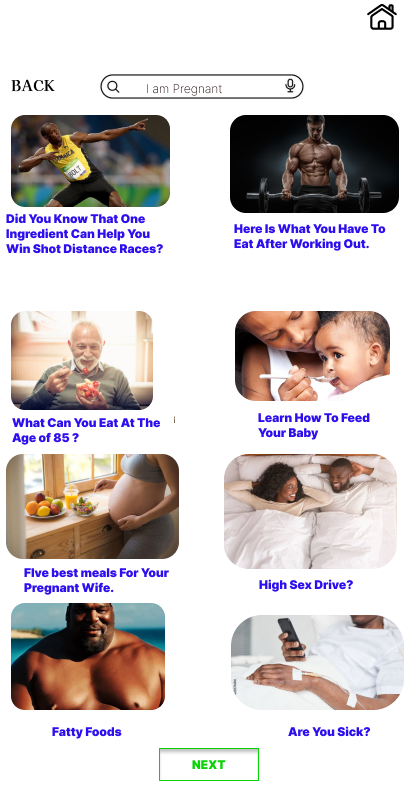 BACK
I am Pregnant
BOLT
Did You Know That One
Ingredient Can Help You
Win Shot Distance Races?
Here Is What You Have To
Eat After Working Out.
What Can You Eat At The
Age of 85 ?
Learn How To Feed
Your Baby
FIve best meals For Your
Pregnant Wife.
High Sex Drive?
Fatty Foods
Are You Sick?
NEXT